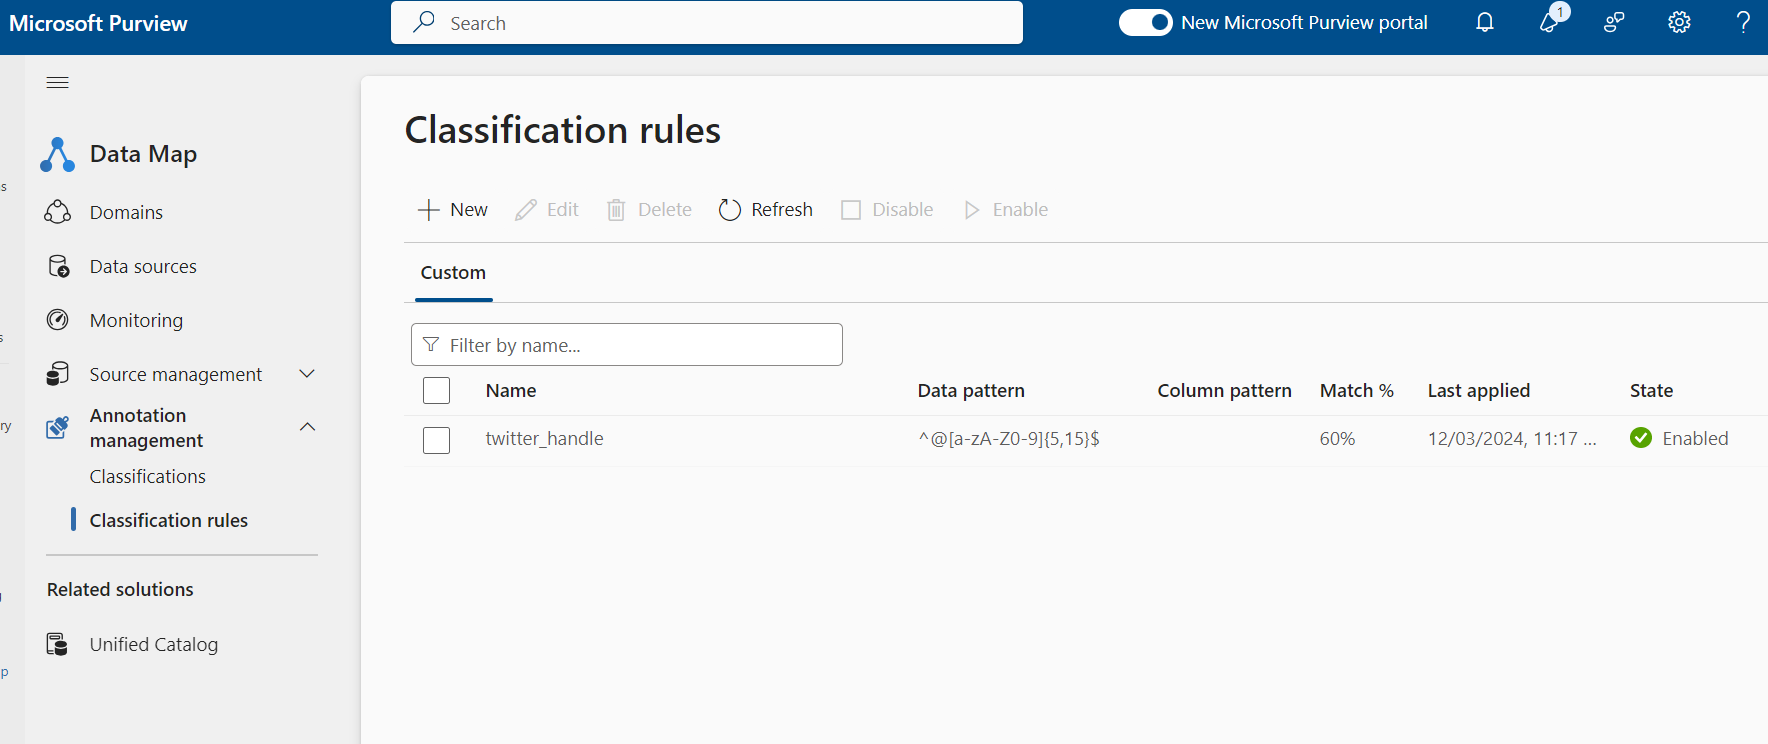 Microsoft Purview
Search
New Microsoft Purview portal
1
?
Data Map
Domains
Data sources
Monitoring
Source management
Annotation
management
Classifications
Classification rules
Related solutions
Unified Catalog
Classification rules
New Edit Delete Refresh Disable Enable
Custom
Filter by name...
Name Data pattern Column pattern Match % Last applied State
twitter_handle ^@[a-zA-Z0-9]{5,15}$ 60% 12/03/2024, 11:17 ... Enabled